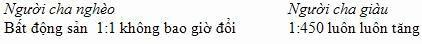 Người cha nghèo Người cha giàu
Bất động sản 1:1 không bao giờ đổi 1:450 luôn luôn tăng